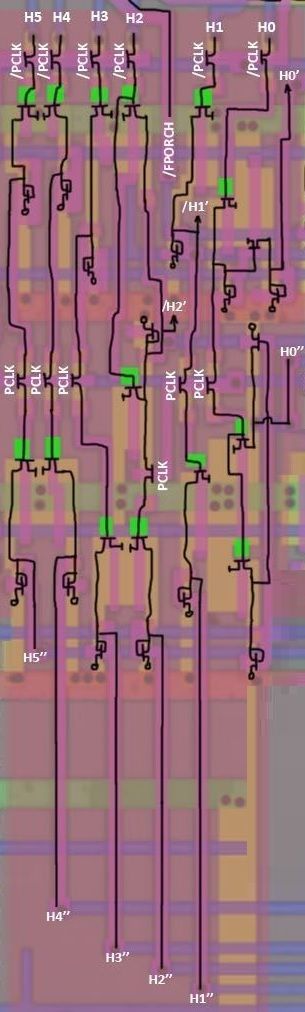 H5 H4 H3 H2 H1 H0
/PCLK /PCLK /PCLK /PCLK /PCLK /PCLK
H0'
/FPORCH
/H1'
/H2'
H0''
PCLK PCLK PCLK PCLK PCLK
PCLK
H5''
H4''
H3''
H2''
H1''